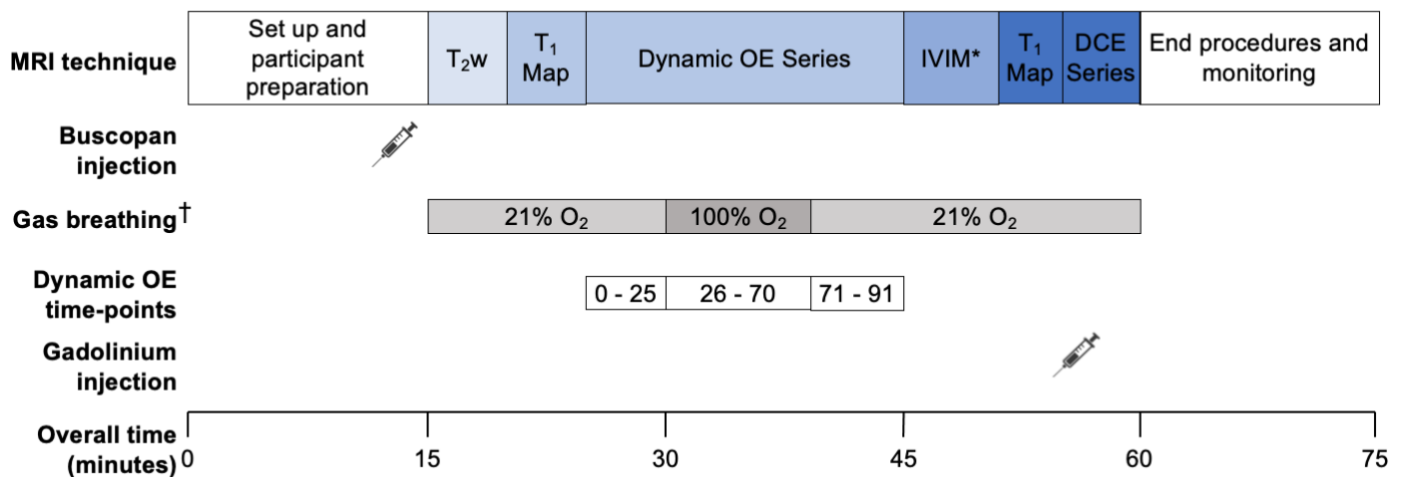 MRI technique
Set up and
participant
preparation
T₂w
T₁
Map
Dynamic OE Series
IVIM*
T₁
Map
DCE
Series
End procedures and
monitoring
Buscopan
injection
Gas breathing†
21% O₂
100% O₂
21% O₂
Dynamic OE
time-points
0 - 25
26 - 70
71 - 91
Gadolinium
injection
Overall time
(minutes)
0
15
30
45
60
75